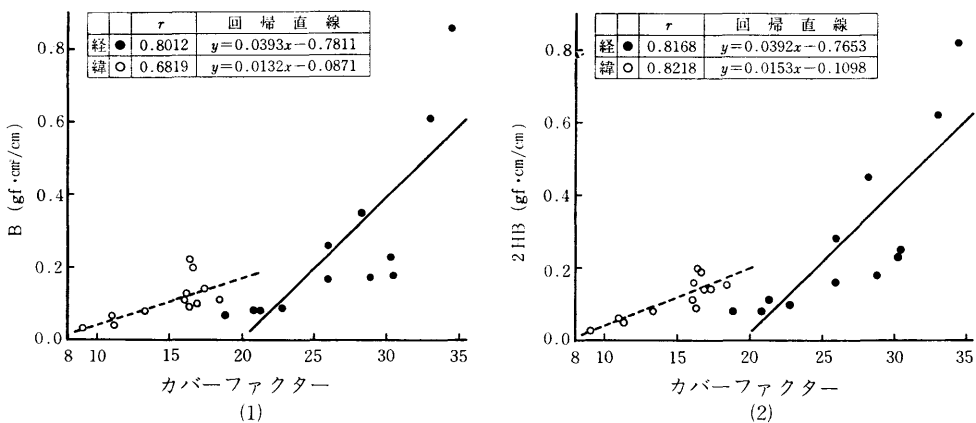 r 回帰直線
経 ● 0.8012 y=0.0393x−0.7811
緯 ○ 0.6819 y=0.0132x−0.0871
B (gf・cm²/cm)
0.8
0.6
0.4
0.2
0.0
8 10 15 20 25 30 35
カバーファクター
(1)
r 回帰直線
経 ● 0.8168 y=0.0392x−0.7653
緯 ○ 0.8218 y=0.0153x−0.1098
2HB (gf・cm/cm)
0.8
0.6
0.4
0.2
0.0
8 10 15 20 25 30 35
カバーファクター
(2)